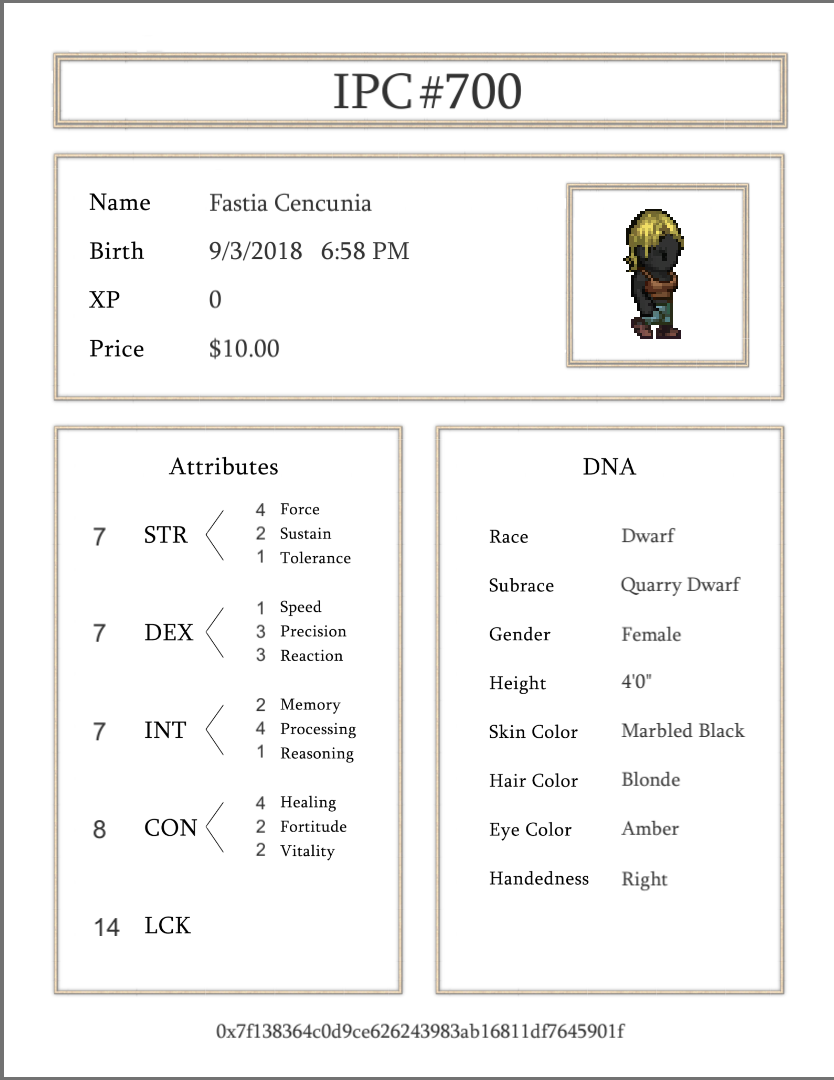 IPC#700
Name Fastia Cencunia
Birth 9/3/2018 6:58 PM
XP 0
Price $10.00
Attributes
7 STR
4 Force
2 Sustain
1 Tolerance
7 DEX
1 Speed
3 Precision
3 Reaction
7 INT
2 Memory
4 Processing
1 Reasoning
8 CON
4 Healing
2 Fortitude
2 Vitality
14 LCK
DNA
Race Dwarf
Subrace Quarry Dwarf
Gender Female
Height 4'0"
Skin Color Marbled Black
Hair Color Blonde
Eye Color Amber
Handedness Right
0x7f138364c0d9ce626243983ab16811df7645901f